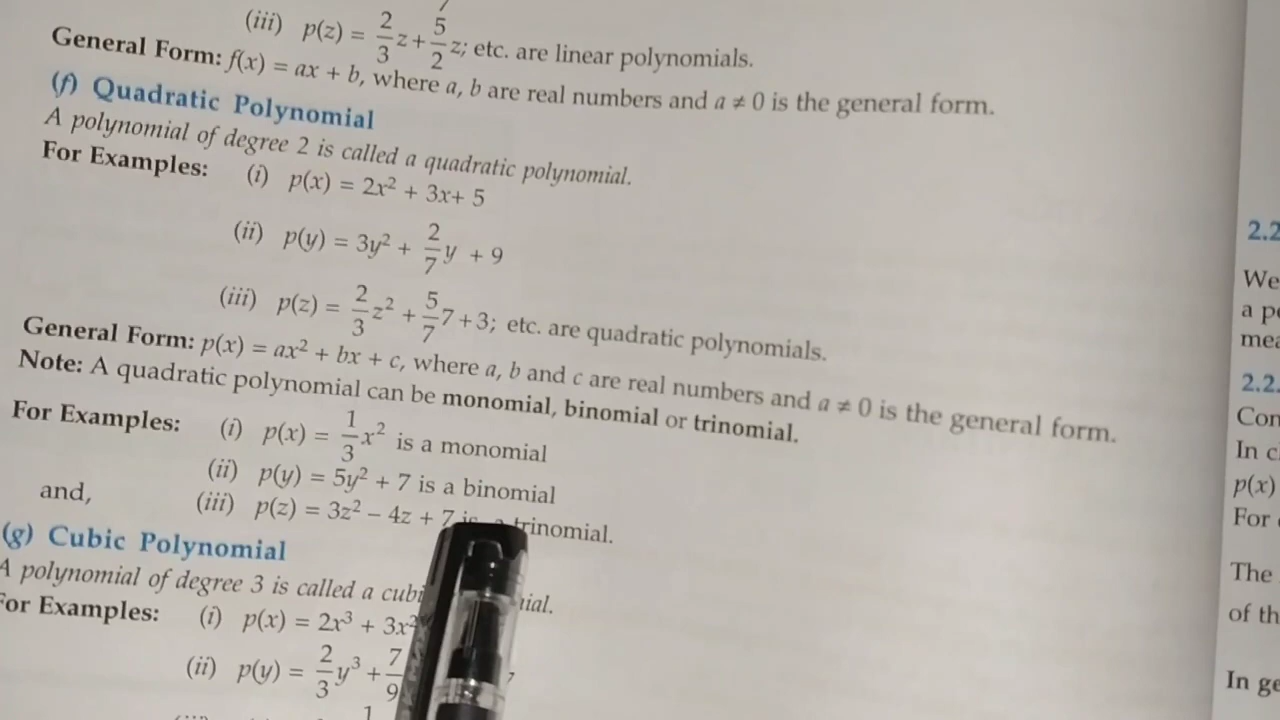 (iii) p(z) = 2/3 z + 5/2 z; etc. are linear polynomials.
General Form: f(x) = ax + b, where a, b are real numbers and a ≠ 0 is the general form.
(f) Quadratic Polynomial
A polynomial of degree 2 is called a quadratic polynomial.
For Examples: (i) p(x) = 2x² + 3x+ 5
(ii) p(y) = 3y² + 2/7 y + 9
(iii) p(z) = 2/3 z² + 5/7 7 + 3; etc. are quadratic polynomials.
General Form: p(x) = ax² + bx + c, where a, b and c are real numbers and a ≠ 0 is the general form.
Note: A quadratic polynomial can be monomial, binomial or trinomial.
For Examples: (i) p(x) = 1/3 x² is a monomial
(ii) p(y) = 5y² + 7 is a binomial
and, (iii) p(z) = 3z² – 4z + 7 is a trinomial.
(g) Cubic Polynomial
A polynomial of degree 3 is called a
For Examples: (i) p(x) = 2x³ + 3x²
(ii) p(y) = 2/3 y³ + 7/9
1
2.2
We
2.2.
In
p(x)
For
The
of
In